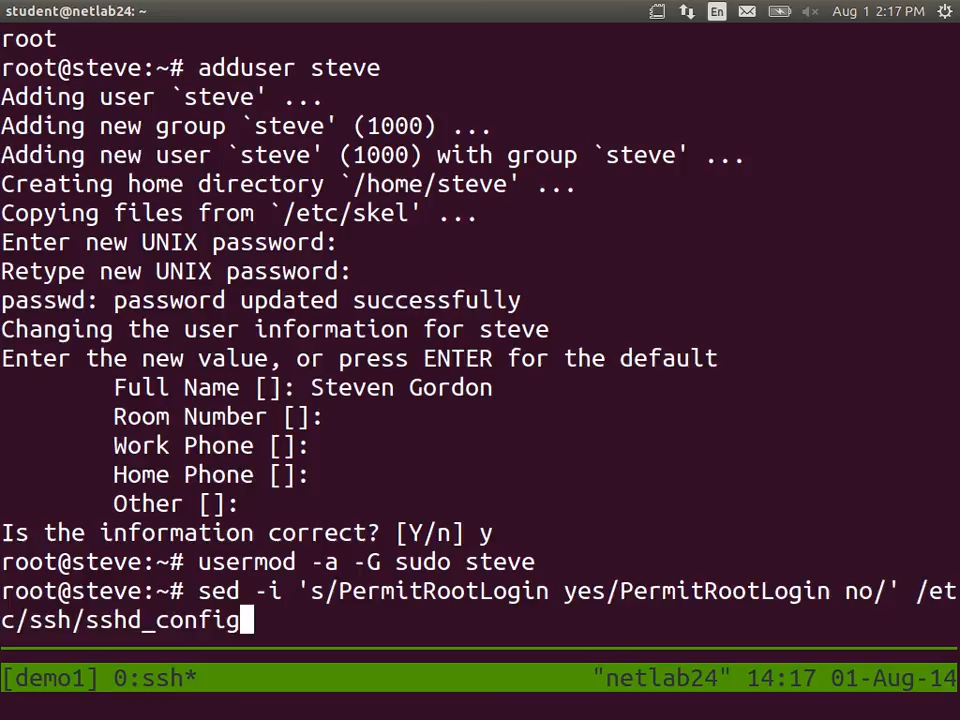 student@netlab24: ~ En Aug 1 2:17 PM
root
root@steve:~# adduser steve
Adding user `steve' ...
Adding new group `steve' (1000) ...
Adding new user `steve' (1000) with group `steve' ...
Creating home directory `/home/steve' ...
Copying files from `/etc/skel' ...
Enter new UNIX password:
Retype new UNIX password:
passwd: password updated successfully
Changing the user information for steve
Enter the new value, or press ENTER for the default
        Full Name []: Steven Gordon
        Room Number []:
        Work Phone []:
        Home Phone []:
        Other []:
Is the information correct? [Y/n] y
root@steve:~# usermod -a -G sudo steve
root@steve:~# sed -i 's/PermitRootLogin yes/PermitRootLogin no/' /et
c/ssh/sshd_config
[demo1] 0:ssh* "netlab24" 14:17 01-Aug-14